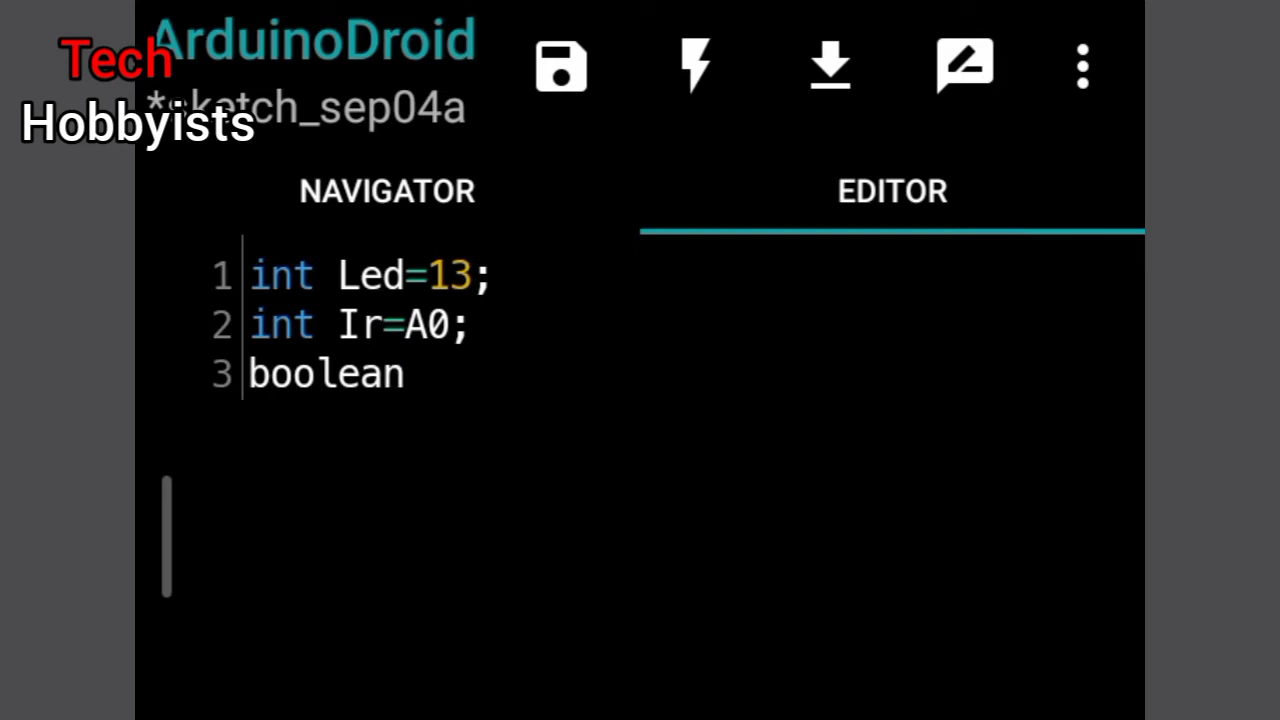 ArduinoDroid
Tech
*sketch_sep04a
Hobbyists
NAVIGATOR
EDITOR
1 int Led=13;
2 int Ir=A0;
3 boolean